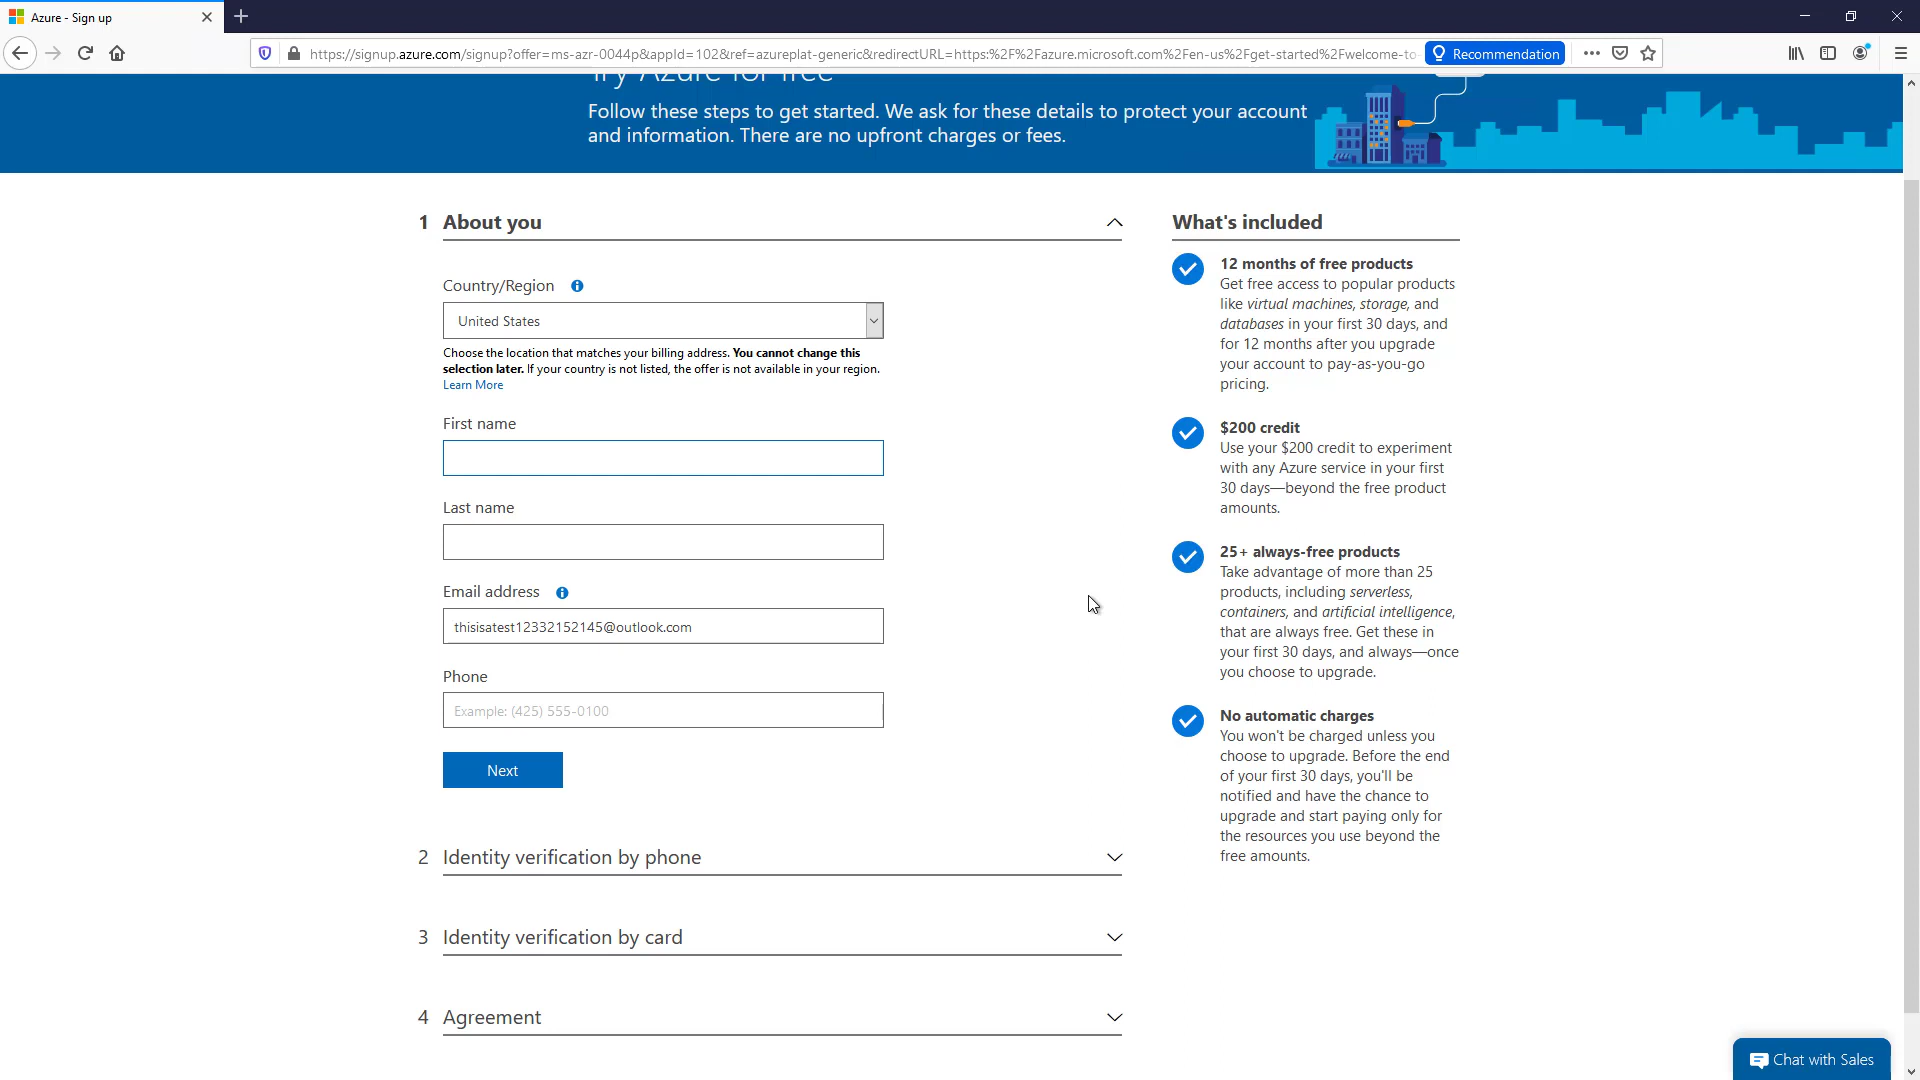 Azure - Sign up
https://signup.azure.com/signup?offer=ms-azr-0044p&appId=102&ref=azureplat-generic&redirectURL=https:%2F%2Fazure.microsoft.com%2Fen-us%2Fget-started%2Fwelcome-to-
Recommendation
Try Azure for free
Follow these steps to get started. We ask for these details to protect your account
and information. There are no upfront charges or fees.
1 About you
Country/Region
United States
Choose the location that matches your billing address. You cannot change this
selection later. If your country is not listed, the offer is not available in your region.
Learn More
First name
Last name
Email address
thisisatest12332152145@outlook.com
Phone
Example: (425) 555-0100
Next
2 Identity verification by phone
3 Identity verification by card
4 Agreement
What's included
12 months of free products
Get free access to popular products
like virtual machines, storage, and
databases in your first 30 days, and
for 12 months after you upgrade
your account to pay-as-you-go
pricing.
$200 credit
Use your $200 credit to experiment
with any Azure service in your first
30 days—beyond the free product
amounts.
25+ always-free products
Take advantage of more than 25
products, including serverless,
containers, and artificial intelligence,
that are always free. Get these in
your first 30 days, and always—once
you choose to upgrade.
No automatic charges
You won't be charged unless you
choose to upgrade. Before the end
of your first 30 days, you'll be
notified and have the chance to
upgrade and start paying only for
the resources you use beyond the
free amounts.
Chat with Sales